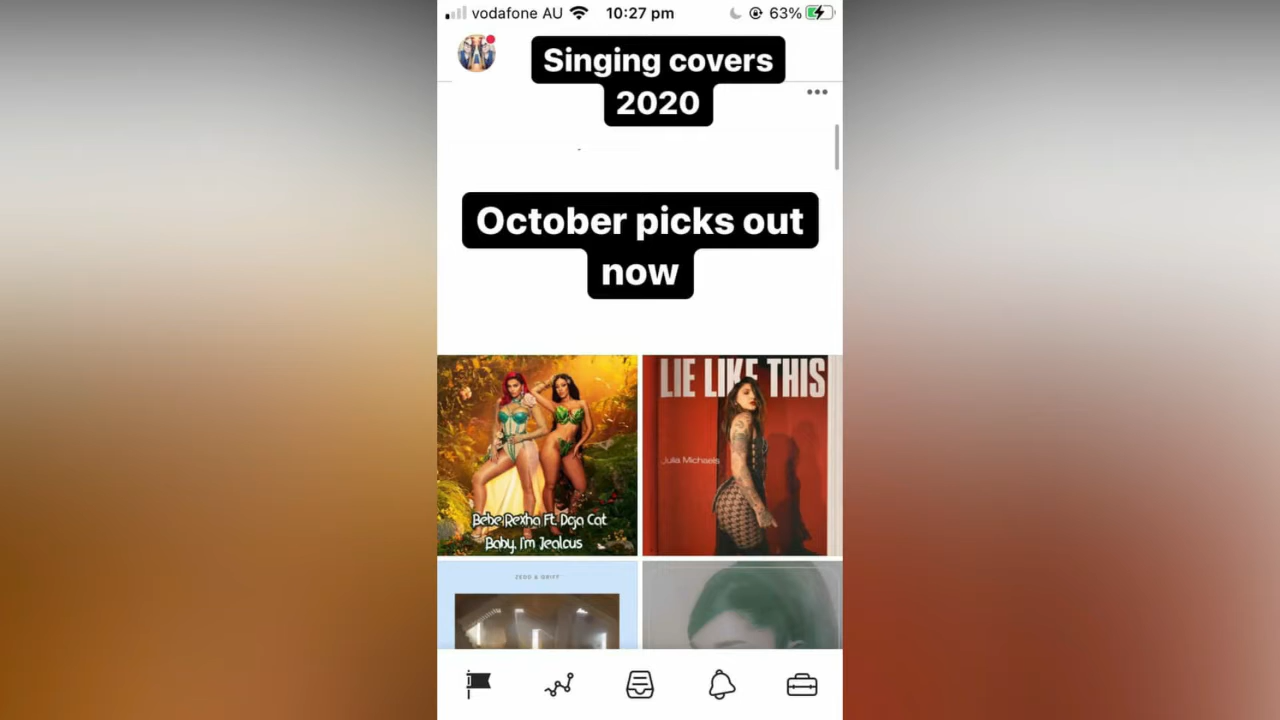 vodafone AU 10:27 pm 63%
Singing covers
2020
October picks out
now
LIE LIKE THIS
Julia Michaels
Bebe Rexha Ft. Doja Cat
Baby, I'm Jealous
ZEDD & GRIFF